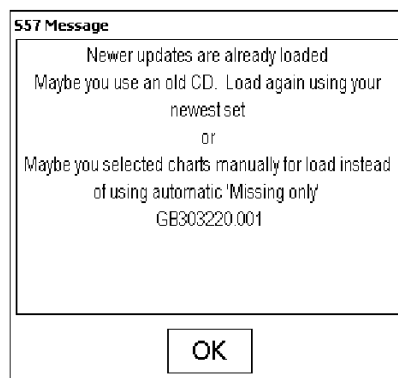 S57 Message
Newer updates are already loaded
Maybe you use an old CD. Load again using your
newest set
or
Maybe you selected charts manually for load instead
of using automatic 'Missing only'
GB303220.001
OK